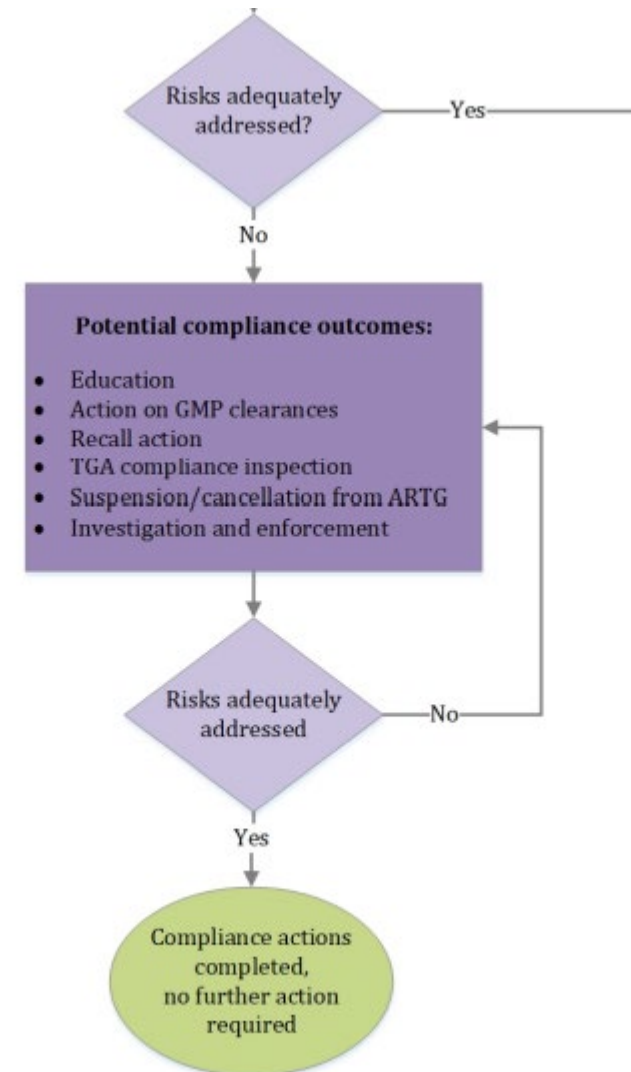 Risks adequately
addressed?
Yes
No
Potential compliance outcomes:
• Education
• Action on GMP clearances
• Recall action
• TGA compliance inspection
• Suspension/cancellation from ARTG
• Investigation and enforcement
Risks adequately
addressed
No
Yes
Compliance actions
completed,
no further action
required